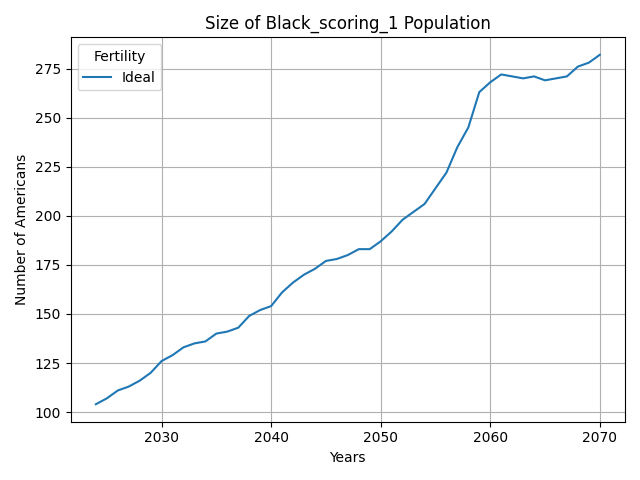 Size of Black_scoring_1 Population
Fertility
Ideal
Number of Americans
275
250
225
200
175
150
125
100
2030 2040 2050 2060 2070
Years